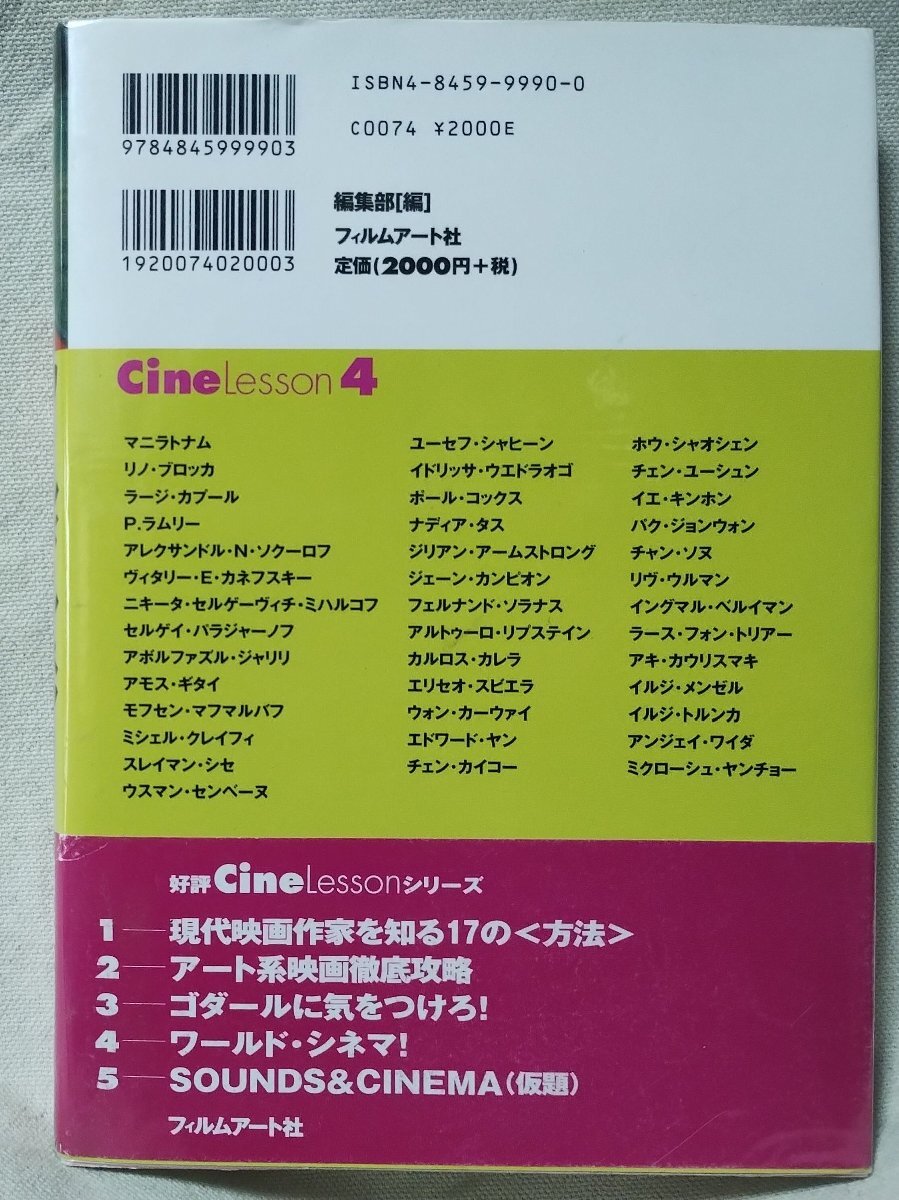 ISBN4-8459-9990-0
C0074 ¥2000E
9784845999903
1920074020003
編集部[編]
フィルムアート社
定価(2000円+税)
CineLesson 4
マニラトナム
リノ・ブロッカ
ラージ・カプール
P.ラムリー
アレクサンドル・N・ソクーロフ
ヴィタリー・E・カネフスキー
ニキータ・セルゲーヴィチ・ミハルコフ
セルゲイ・パラジャーノフ
アボルファズル・ジャリリ
アモス・ギタイ
モフセン・マフマルバフ
ミシェル・クレイフィ
スレイマン・シセ
ウスマン・センベーヌ
ユーセフ・シャヒーン
イドリッサ・ウエドラオゴ
ポール・コックス
ナディア・タス
ジリアン・アームストロング
ジェーン・カンピオン
フェルナンド・ソラナス
アルトゥーロ・リプステイン
カルロス・カレラ
エリセオ・スビエラ
ウォン・カーウァイ
エドワード・ヤン
チェン・カイコー
ホウ・シャオシェン
チェン・ユーシュン
イエ・キンホン
パク・ジョンウォン
チャン・ソヌ
リヴ・ウルマン
イングマル・ベルイマン
ラース・フォン・トリアー
アキ・カウリスマキ
イルジ・メンゼル
イルジ・トルンカ
アンジェイ・ワイダ
ミクローシュ・ヤンチョー
好評CineLessonシリーズ
1―現代映画作家を知る17の<方法>
2―アート系映画徹底攻略
3―ゴダールに気をつけろ!
4―ワールド・シネマ!
5―SOUNDS&CINEMA(仮題)
フィルムアート社